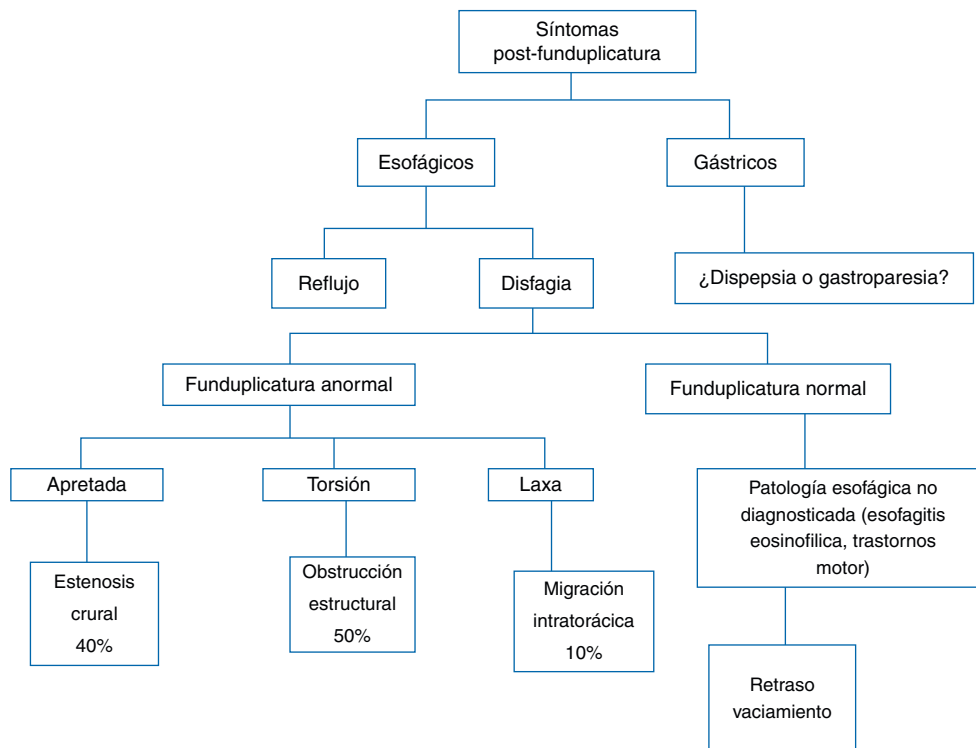 Síntomas
post-funduplicatura
Esofágicos
Gástricos
Reflujo
Disfagia
¿Dispepsia o gastroparesia?
Funduplicatura anormal
Funduplicatura normal
Apretada
Torsión
Laxa
Patología esofágica no
diagnosticada (esofagitis
eosinofilica, trastornos
motor)
Estenosis
crural
40%
Obstrucción
estructural
50%
Migración
intratorácica
10%
Retraso
vaciamiento